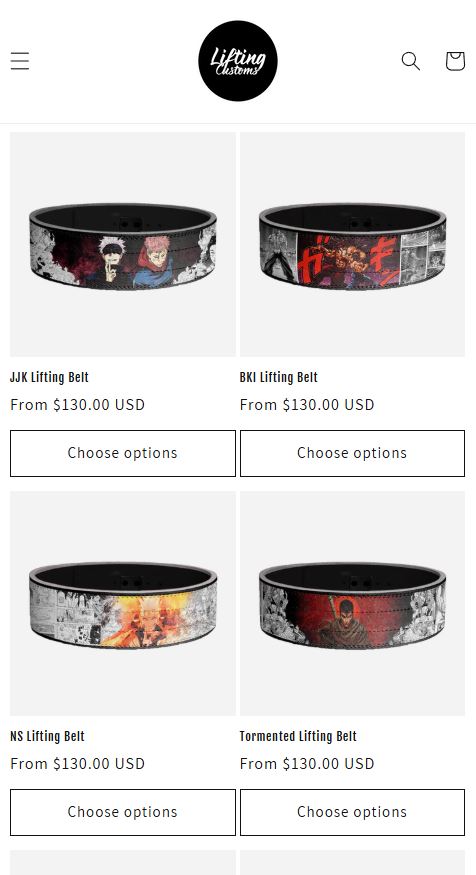 Lifting
Customs
ガ
キ
JJK Lifting Belt
BKI Lifting Belt
From $130.00 USD
From $130.00 USD
Choose options
Choose options
NS Lifting Belt
Tormented Lifting Belt
From $130.00 USD
From $130.00 USD
Choose options
Choose options